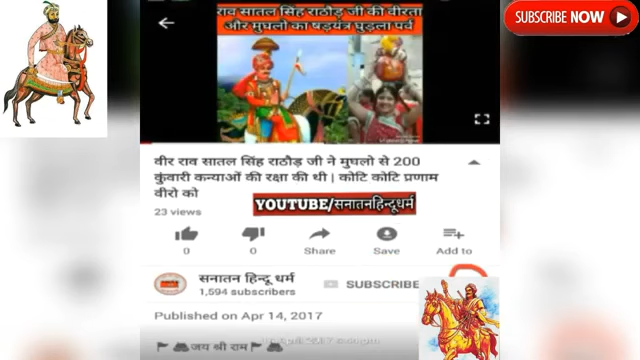 राव सातल सिंह राठौड़ जी की वीरता
और मुघलो का षड़यंत्र घुड़ला पर्व
SUBSCRIBE NOW
वीर राव सातल सिंह राठौड़ जी ने मुघलो से 200
कुंवारी कन्याओं की रक्षा की थी | कोटि कोटि प्रणाम
वीरो को
YOUTUBE/सनातनहिन्दूधर्म
23 views
0
0
Share
Save
Add to
सनातन हिन्दू धर्म
1,594 subscribers
SUBSCRIBE
Published on Apr 14, 2017
जय श्री राम